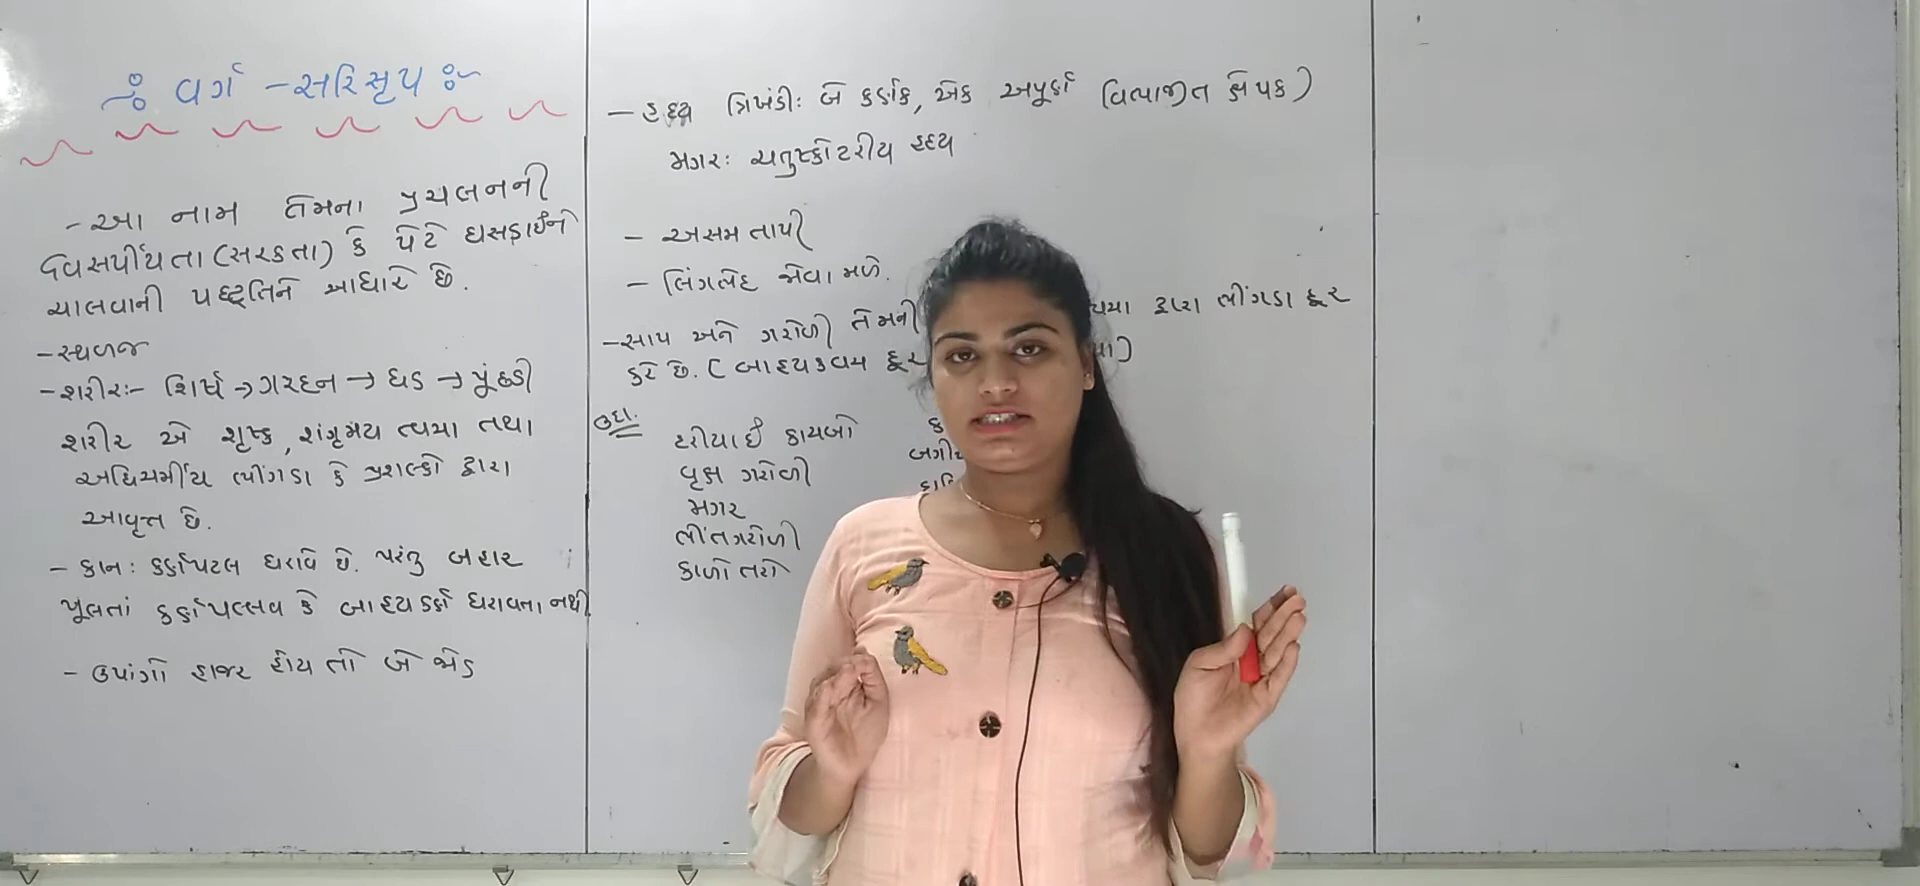 વર્ગ - સરિસૃપ
- આ નામ તેમના પ્રચલનની
(સરકતા) કે પેટે ઘસડાઈને
ચાલવાની પદ્ધતિને આધારે છે.
- સ્થળજ
- શરીરઃ- શિર્ષ → ગરદન → ધડ → પૂંછડી
શરીર એ શૃષ્ક, શૃંગૃમય ત્વચા તથા
અધિચર્મીય ભીંગડા કે પ્રશલ્કો દ્વારા
આવૃત્ત છે.
- કાન : કર્ણપટલ ધરાવે છે. પરંતુ બહાર
ખૂલતાં કર્ણપલ્લવ કે બાહ્યકર્ણ ધરાવતા નથી
- ઉપાંગો હાજર હોય તો બે જોડ
- હૃદય ત્રિખંડી: બે કર્ણક, એક અપૂર્ણ વિભાજીત ક્ષેપક)
મગર: ચતુષ્કોટરીય હૃદય
- અસમતાપી
- લિંગભેદ જોવા મળે.
- સાપ અને ગરોળી તેમની ચા દ્વારા ભીંગડા દૂર
કરે છે. ( બાહ્યકવચ દૂર
ઉદા.
દરીયાઈ કાચબો
વૃક્ષ ગરોળી
મગર
ભીંતગરોળી
કાળોતરો